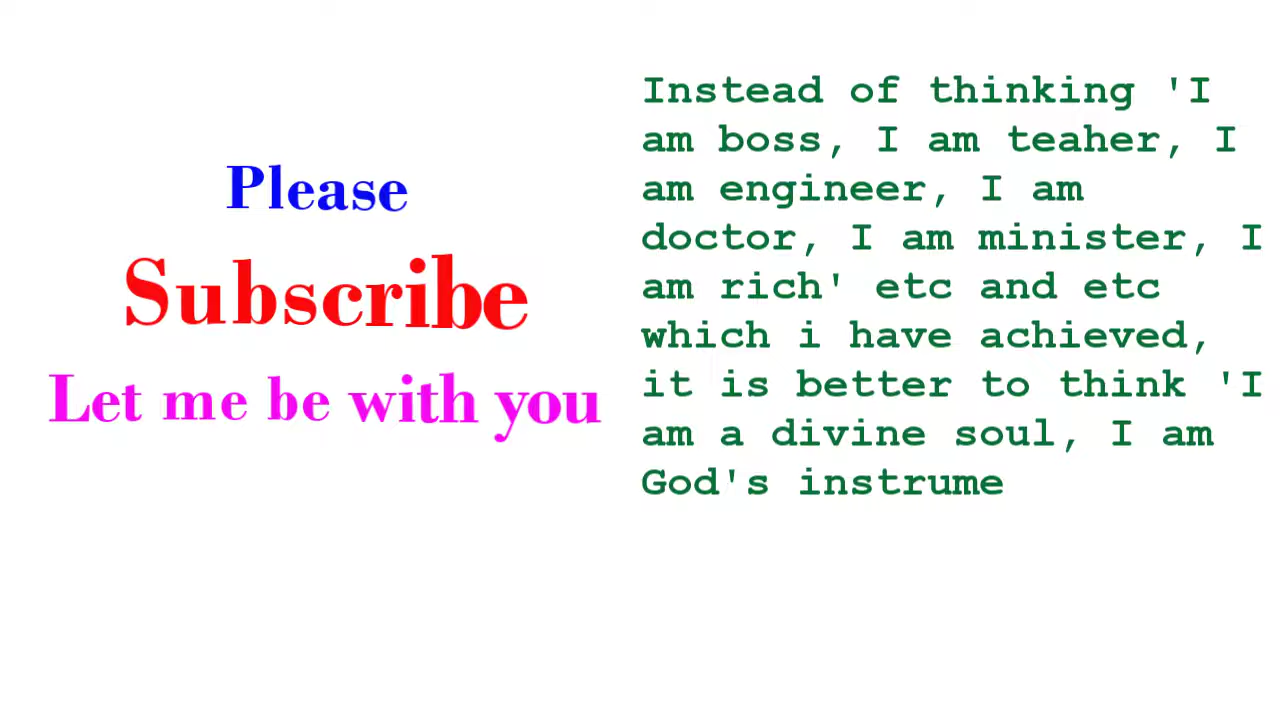 Please
Subscribe
Let me be with you
Instead of thinking 'I
am boss, I am teaher, I
am engineer, I am
doctor, I am minister, I
am rich' etc and etc
which i have achieved,
it is better to think 'I
am a divine soul, I am
God's instrume